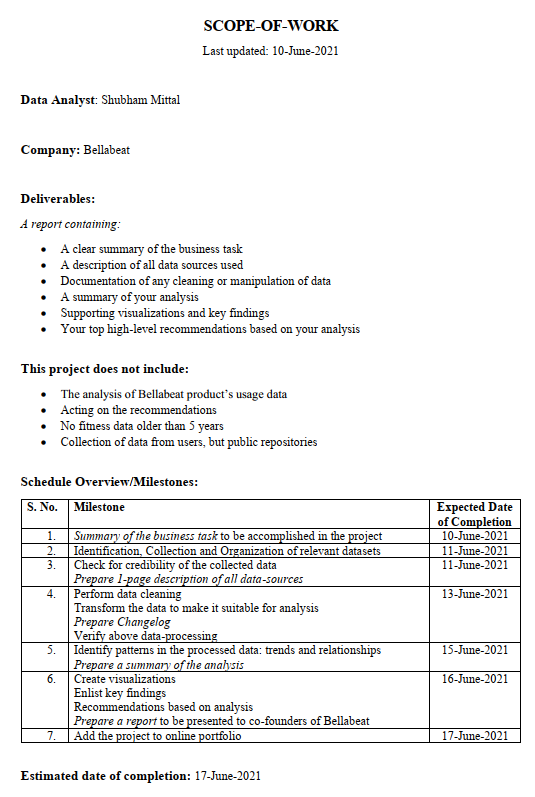 SCOPE-OF-WORK
Last updated: 10-June-2021
Data Analyst: Shubham Mittal
Company: Bellabeat
Deliverables:
A report containing:
• A clear summary of the business task
• A description of all data sources used
• Documentation of any cleaning or manipulation of data
• A summary of your analysis
• Supporting visualizations and key findings
• Your top high-level recommendations based on your analysis
This project does not include:
• The analysis of Bellabeat product's usage data
• Acting on the recommendations
• No fitness data older than 5 years
• Collection of data from users, but public repositories
Schedule Overview/Milestones:
S. No. Milestone Expected Date
of Completion
1. Summary of the business task to be accomplished in the project 10-June-2021
2. Identification, Collection and Organization of relevant datasets 11-June-2021
3. Check for credibility of the collected data 11-June-2021
Prepare 1-page description of all data-sources
4. Perform data cleaning 13-June-2021
Transform the data to make it suitable for analysis
Prepare Changelog
Verify above data-processing
5. Identify patterns in the processed data: trends and relationships 15-June-2021
Prepare a summary of the analysis
6. Create visualizations 16-June-2021
Enlist key findings
Recommendations based on analysis
Prepare a report to be presented to co-founders of Bellabeat
7. Add the project to online portfolio 17-June-2021
Estimated date of completion: 17-June-2021